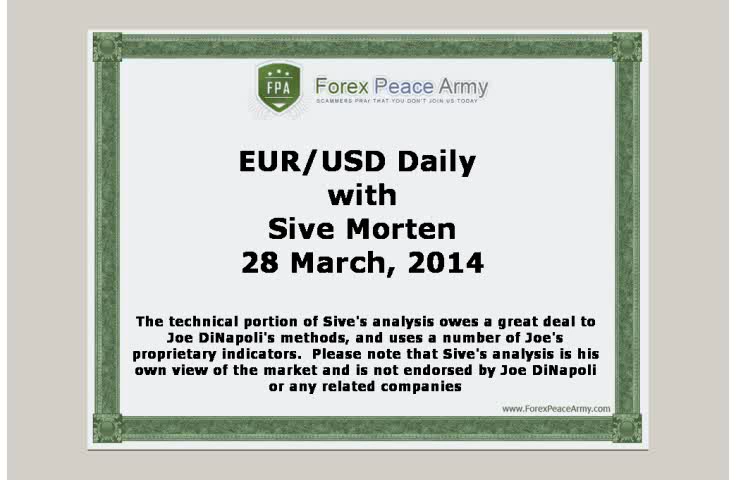 FPA
Forex Peace Army
SCAMMERS PRAY THAT YOU DON'T JOIN US TODAY
EUR/USD Daily
with
Sive Morten
28 March, 2014
The technical portion of Sive's analysis owes a great deal to
Joe DiNapoli's methods, and uses a number of Joe's
proprietary indicators. Please note that Sive's analysis is his
own view of the market and is not endorsed by Joe DiNapoli
or any related companies
www.ForexPeaceArmy.com